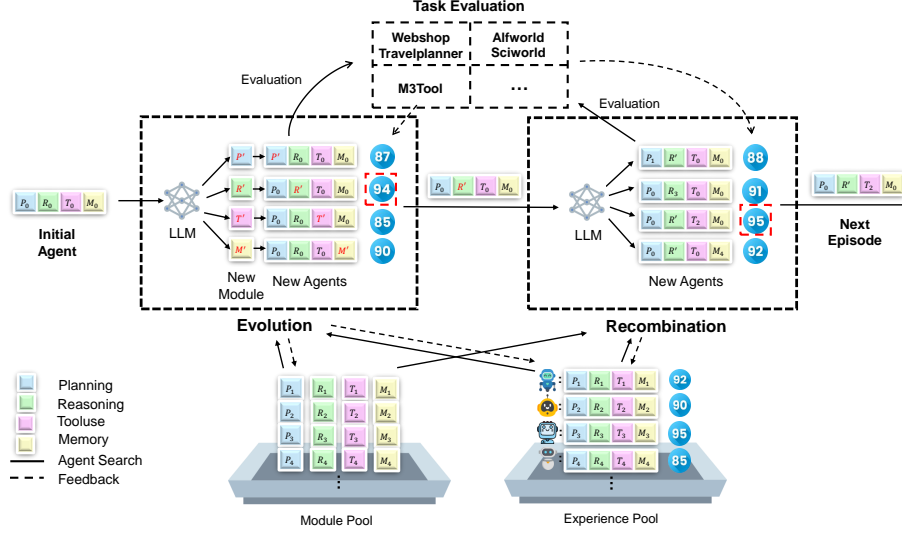 Task Evaluation
Webshop
Travelplanner
Alfworld
Sciworld
M3Tool
...
Evaluation
Evaluation
P₀ R₀ T₀ M₀
Initial
Agent
LLM
P′
R′
T′
M′
New
Module
P′ R₀ T₀ M₀
P₀ R′ T₀ M₀
P₀ R₀ T′ M₀
P₀ R₀ T₀ M′
New Agents
87
94
85
90
P₀ R′ T₀ M₀
LLM
P₁ R′ T₀ M₀
P₀ R₃ T₀ M₀
P₀ R′ T₂ M₀
P₀ R′ T₀ M₄
New Agents
88
91
95
92
P₀ R′ T₂ M₀
Next
Episode
Evolution
Recombination
Planning
Reasoning
Tooluse
Memory
Agent Search
Feedback
P₁ R₁ T₁ M₁
P₂ R₂ T₂ M₂
P₃ R₃ T₃ M₃
P₄ R₄ T₄ M₄
⋮
Module Pool
: P₁ R₁ T₁ M₁ 92
: P₂ R₂ T₂ M₂ 90
: P₃ R₃ T₃ M₃ 95
: P₄ R₄ T₄ M₄ 85
⋮
Experience Pool